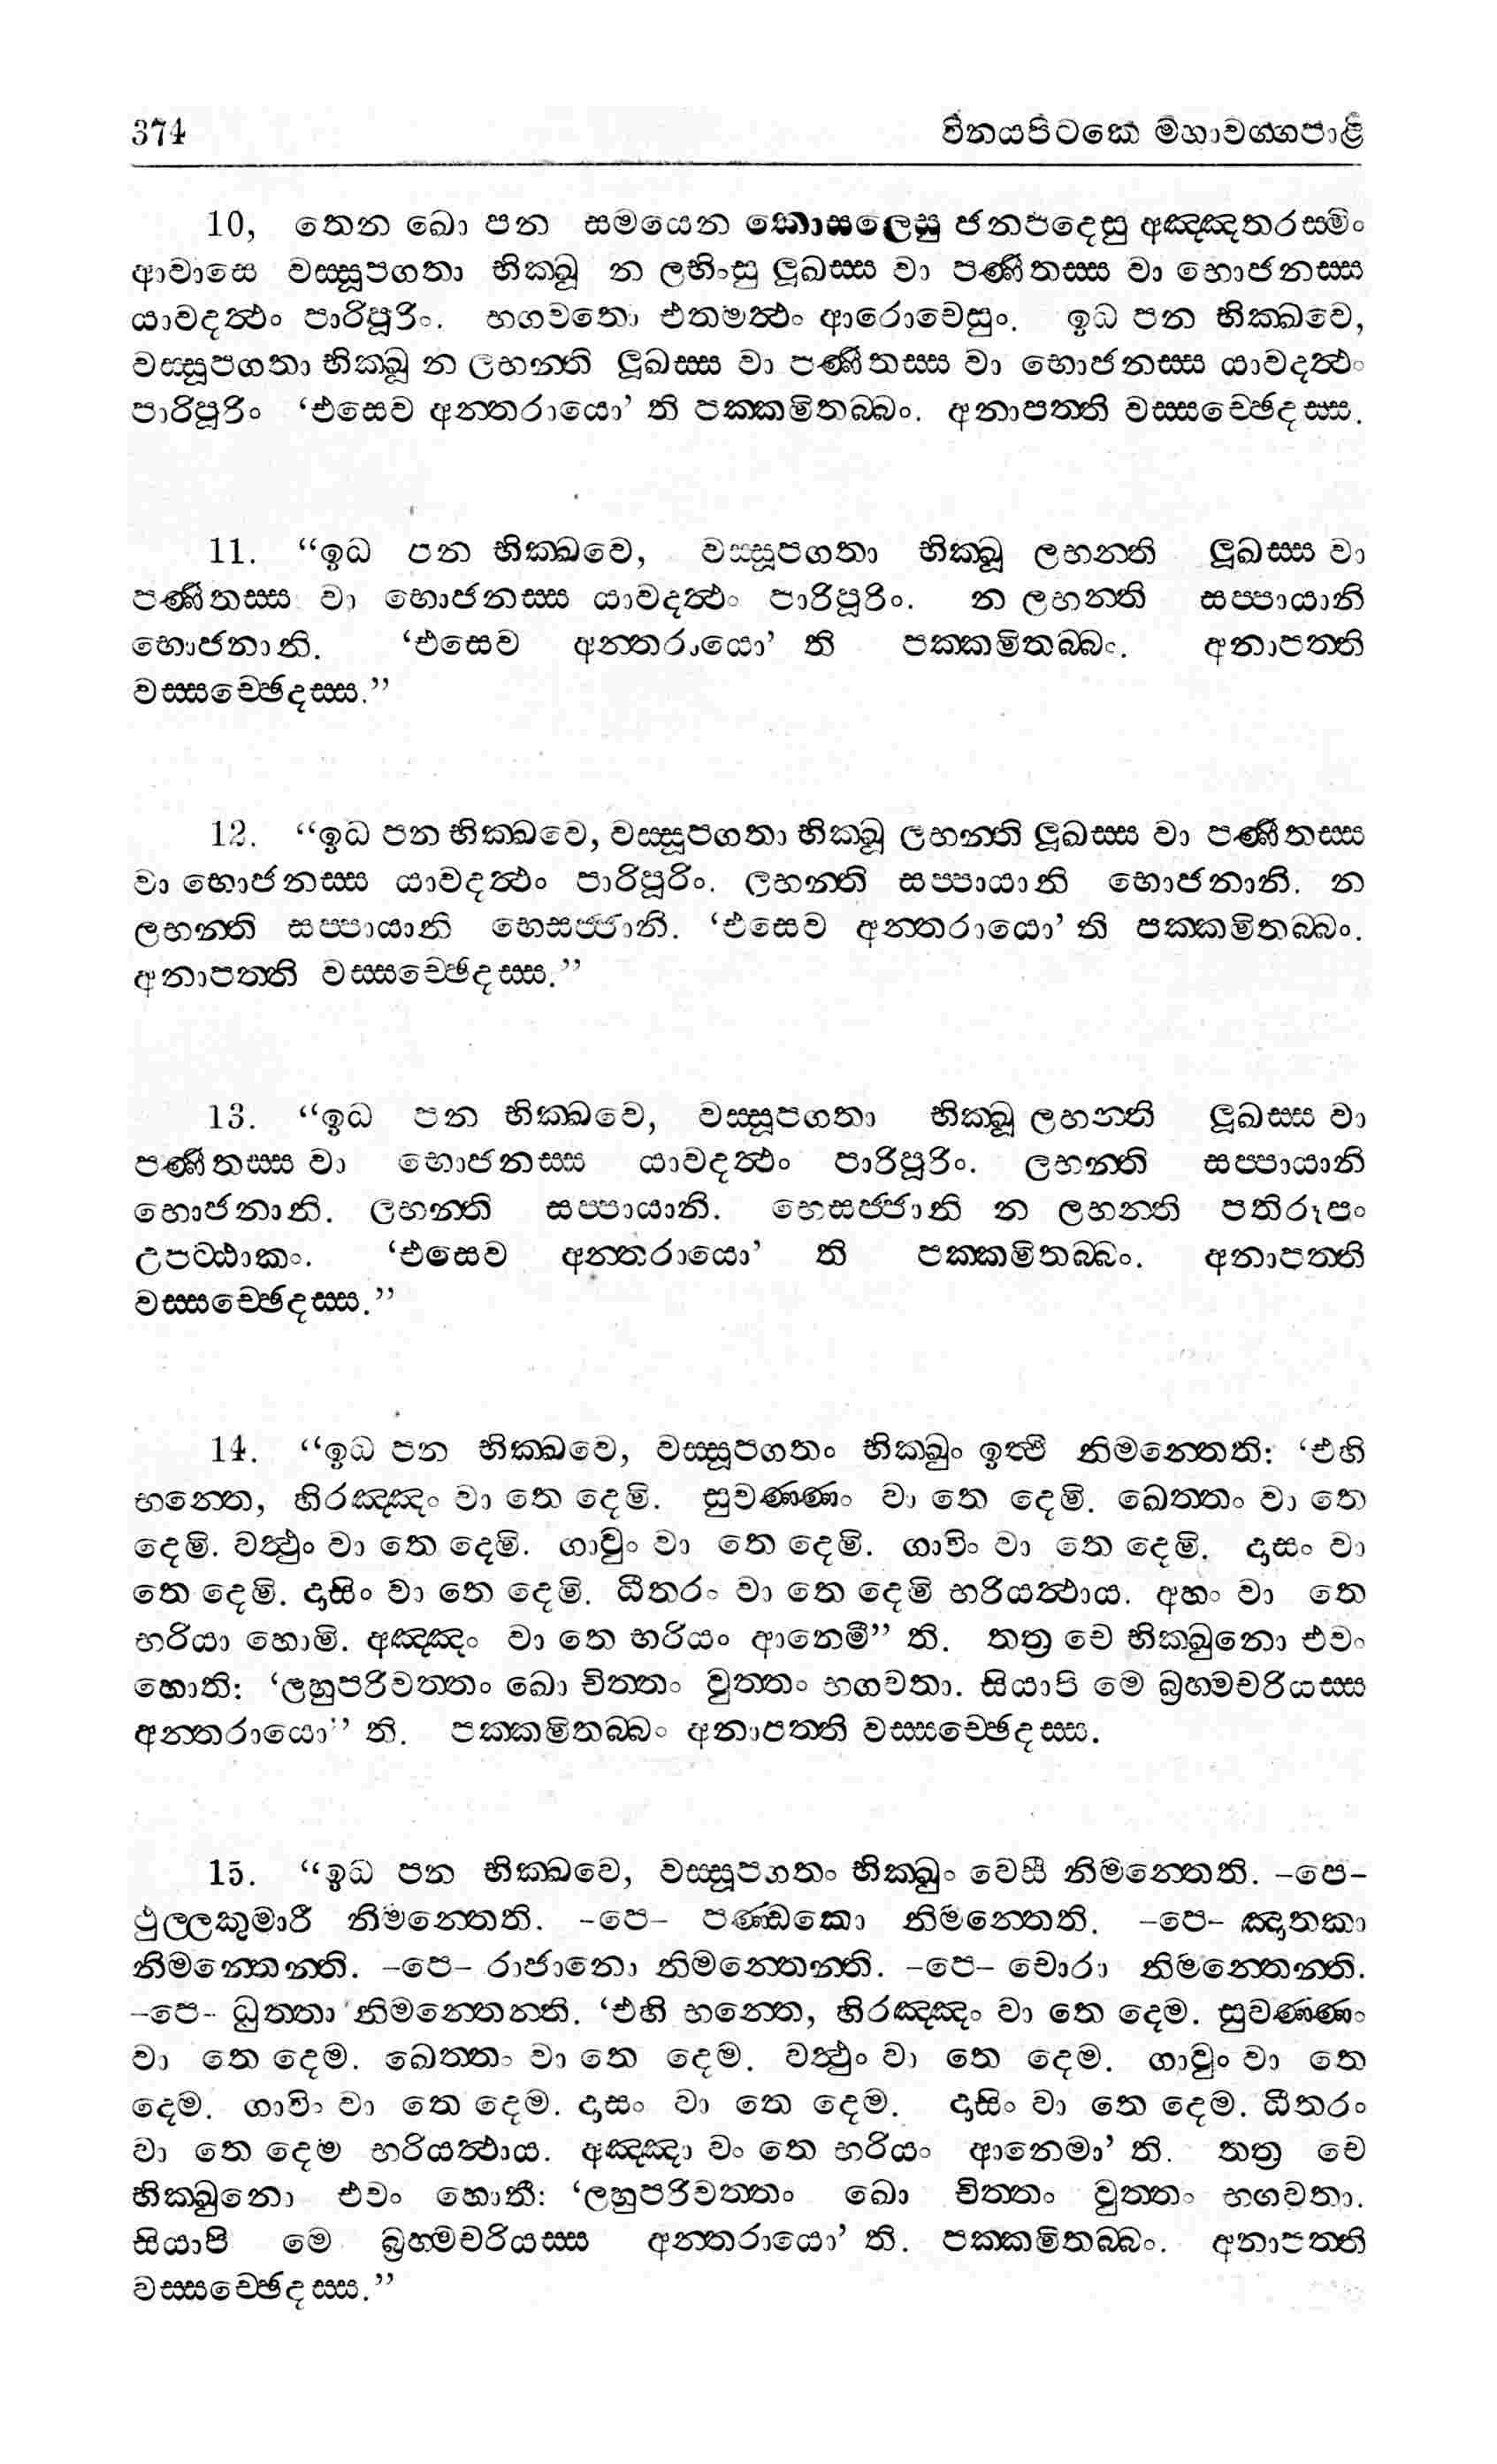 374 විනයපිටකෙ මහාවග්ගපාළි
10, තෙන ඛො පන සමයෙන කොසලෙසු ජනපදෙසු අඤ්ඤතරස්මිං
ආවාසෙ වස්සූපගතා භික්ඛූ න ලභිංසු ලූඛස්ස වා පණීතස්ස වා භොජනස්ස
යාවදත්ථං පාරිපූරිං. භගවතො එතමත්ථං ආරොචෙසුං. ඉධ පන භික්ඛවෙ,
වස්සූපගතා භික්ඛූ න ලභන්ති ලූඛස්ස වා පණීතස්ස වා භොජනස්ස යාවදත්ථං
පාරිපූරිං ‘එසෙව අන්තරායො’ ති පක්කමිතබ්බං. අනාපත්ති වස්සච්ඡෙදස්ස.
11. “ඉධ පන භික්ඛවෙ, වස්සූපගතා භික්ඛූ ලභන්ති ලූඛස්ස වා
පණීතස්ස වා භොජනස්ස යාවදත්ථං පාරිපූරිං. න ලභන්ති සප්පායානි
භොජනානි. ‘එසෙව අන්තරායො’ ති පක්කමිතබ්බං. අනාපත්ති
වස්සච්ඡෙදස්ස.”
12. “ඉධ පන භික්ඛවෙ, වස්සූපගතා භික්ඛූ ලභන්ති ලූඛස්ස වා පණීතස්ස
වා භොජනස්ස යාවදත්ථං පාරිපූරිං. ලභන්ති සප්පායානි භොජනානි. න
ලභන්ති සප්පායානි භෙසජ්ජානි. ‘එසෙව අන්තරායො’ ති පක්කමිතබ්බං.
අනාපත්ති වස්සච්ඡෙදස්ස.”
13. “ඉධ පන භික්ඛවෙ, වස්සූපගතා භික්ඛූ ලභන්ති ලූඛස්ස වා
පණීතස්ස වා භොජනස්ස යාවදත්ථං පාරිපූරිං. ලභන්ති සප්පායානි
භොජනානි. ලභන්ති සප්පායානි. භෙසජ්ජානි න ලභන්ති පතිරූපං
උපට්ඨාකං. ‘එසෙව අන්තරායො’ ති පක්කමිතබ්බං. අනාපත්ති
වස්සච්ඡෙදස්ස.”
14. “ඉධ පන භික්ඛවෙ, වස්සූපගතං භික්ඛුං ඉත්ථි නිමන්තෙති: ‘එහි
භන්තෙ, හිරඤ්ඤං වා තෙ දෙමි. සුවණ්ණං වා තෙ දෙමි. ඛෙත්තං වා තෙ
දෙමි. වත්ථුං වා තෙ දෙමි. ගාවුං වා තෙ දෙමි. ගාවිං වා තෙ දෙමි. දාසං වා
තෙ දෙමි. දාසිං වා තෙ දෙමි. ධීතරං වා තෙ දෙමි භරියත්ථාය. අහං වා තෙ
භරියා හොමි. අඤ්ඤං වා තෙ භරියං ආනෙමී” ති. තත්‍ර චෙ භික්ඛුනො එවං
හොති: ‘ලහුපරිවත්තං ඛො චිත්තං වුත්තං භගවතා. සියාපි මෙ බ්‍රහ්මචරියස්ස
අන්තරායො’’ ති. පක්කමිතබ්බං අනාපත්ති වස්සච්ඡෙදස්ස.
15. “ඉධ පන භික්ඛවෙ, වස්සූපගතං භික්ඛුං වෙසී නිමන්තෙති. –පෙ–
ථුල්ලකුමාරී නිමන්තෙති. –පෙ– පණ්ඩකො නිමන්තෙති. –පෙ– ඤාතකා
නිමන්තෙන්ති. –පෙ– රාජානො නිමන්තෙන්ති. –පෙ– චොරා නිමන්තෙන්ති.
–පෙ– ධුත්තා නිමන්තෙන්ති. ‘එහි භන්තෙ, හිරඤ්ඤං වා තෙ දෙම. සුවණ්ණං
වා තෙ දෙම. ඛෙත්තං වා තෙ දෙම. වත්ථුං වා තෙ දෙම. ගාවුං වා තෙ
දෙම. ගාවිං වා තෙ දෙම. දාසං වා තෙ දෙම. දාසිං වා තෙ දෙම. ධීතරං
වා තෙ දෙම භරියත්ථාය. අඤ්ඤා වං තෙ භරියං ආනෙමා’ ති. තත්‍ර චෙ
භික්ඛුනො එවං හොතී: ‘ලහුපරිවත්තං ඛො චිත්තං වුත්තං භගවතා.
සියාපි මෙ බ්‍රහ්මචරියස්ස අන්තරායො’ ති. පක්කමිතබ්බං. අනාපත්ති
වස්සච්ඡෙදස්ස.”